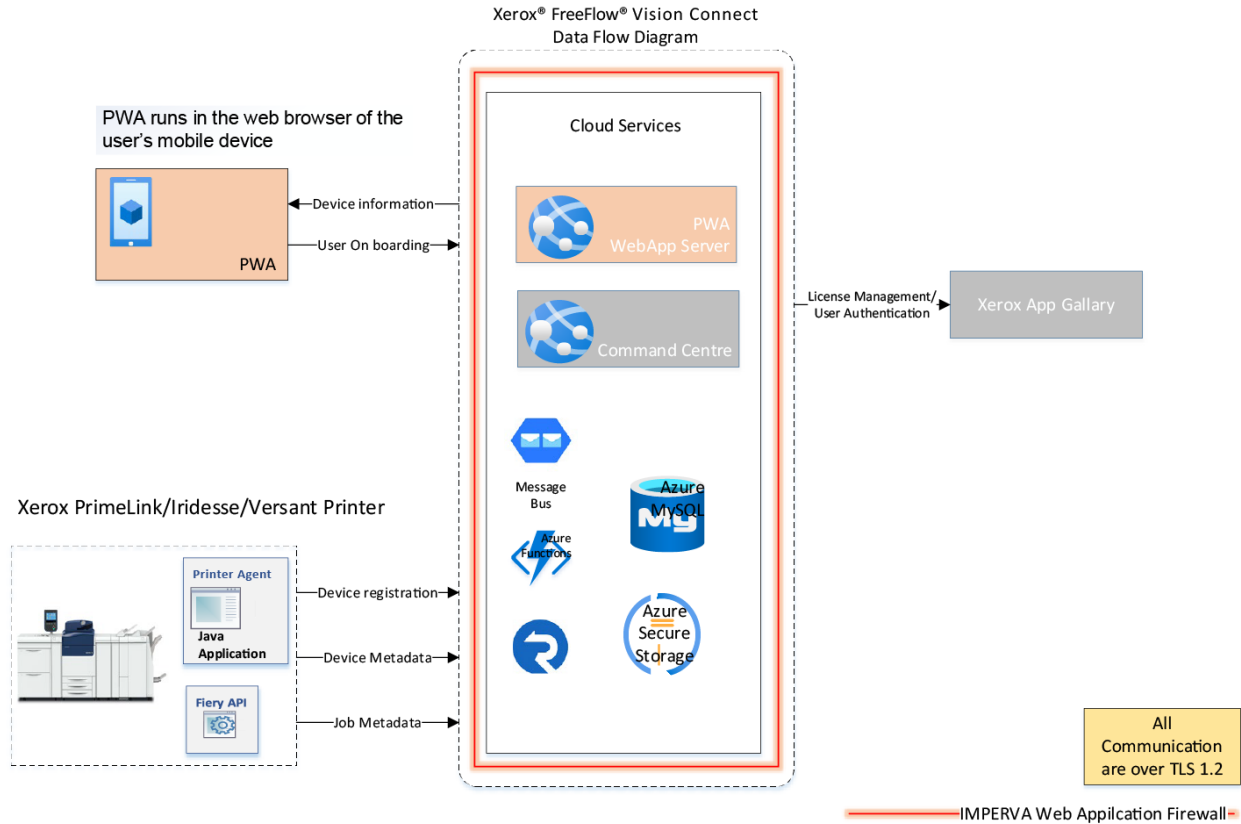 Xerox® FreeFlow® Vision Connect
Data Flow Diagram
PWA runs in the web browser of the
user's mobile device
PWA
Device information
User On boarding
Cloud Services
PWA
WebApp Server
Command Centre
License Management/
User Authentication
Xerox App Gallary
Message
Bus
Azure
MySQL
My
Azure
Functions
Azure
Secure
Storage
Xerox PrimeLink/Iridesse/Versant Printer
Printer Agent
Java
Application
Fiery API
Device registration
Device Metadata
Job Metadata
All
Communication
are over TLS 1.2
IMPERVA Web Appilcation Firewall